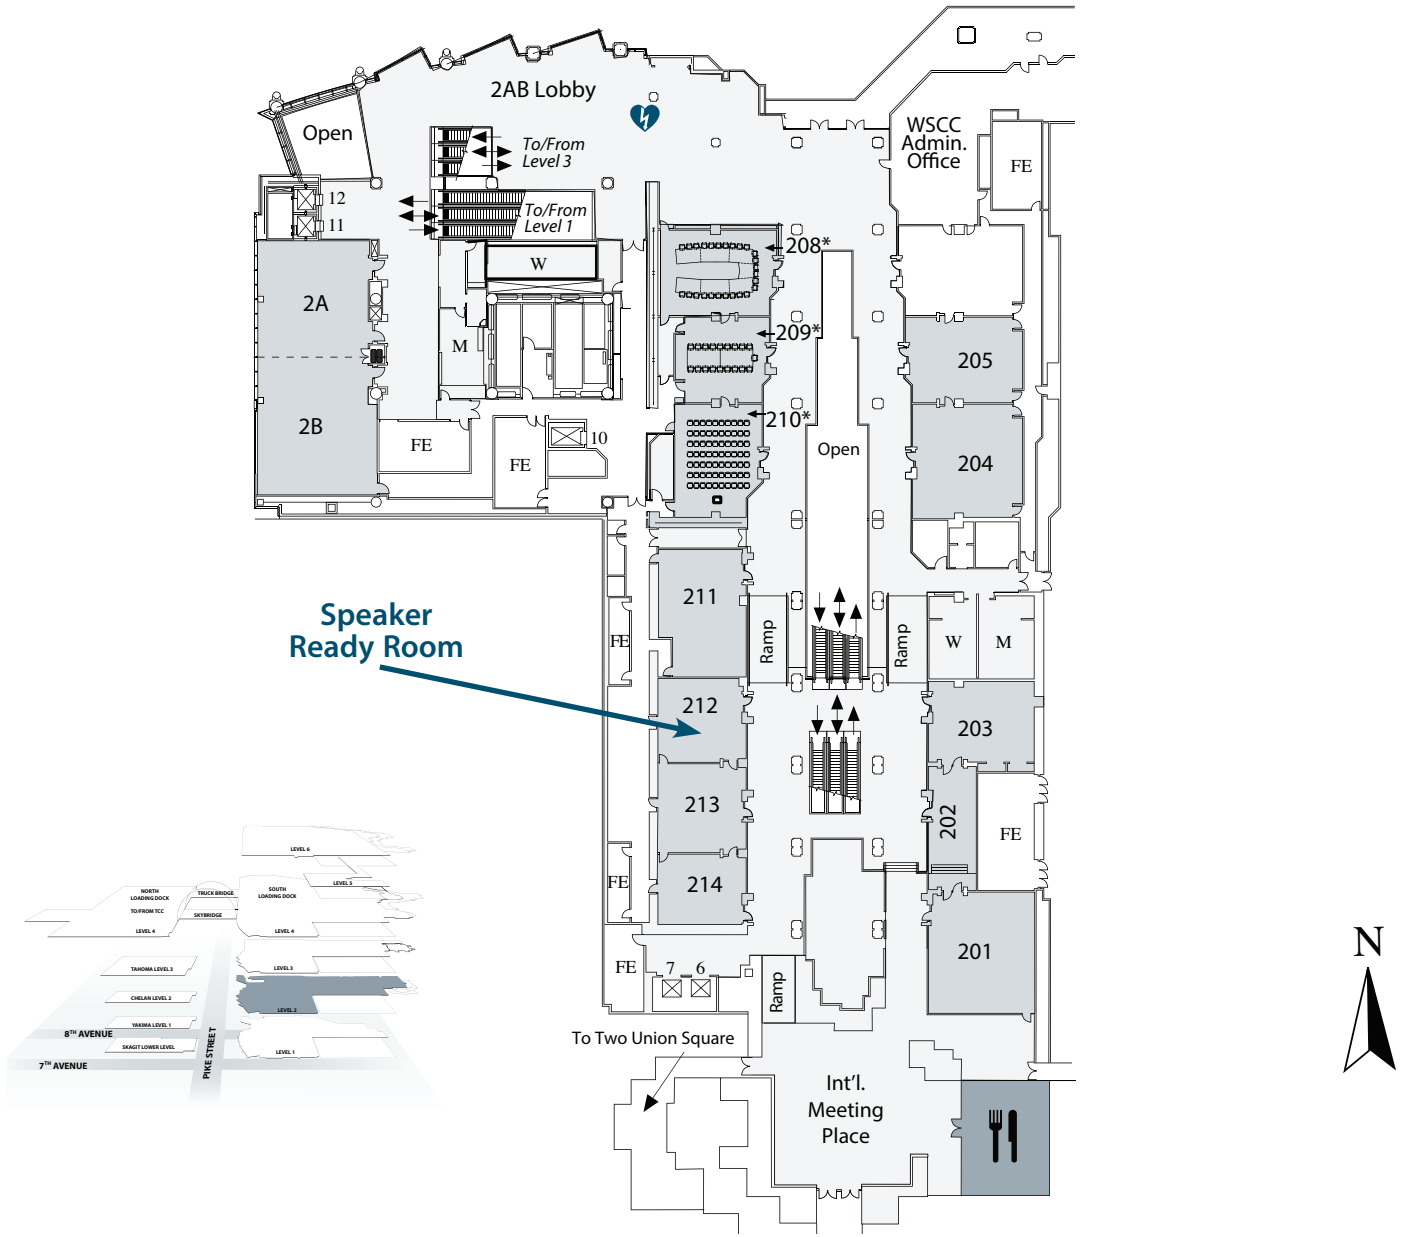 2AB Lobby
Open
To/From
Level 3
WSCC
Admin.
Office
FE
12
11
To/From
Level 1
208*
W
2A
209*
M
205
2B
210*
FE
10
FE
Open
204
211
Speaker
Ready Room
FE
Ramp
Ramp
W
M
212
203
213
202
FE
FE
214
201
FE
7
6
Ramp
N
To Two Union Square
Int'l.
Meeting
Place
LEVEL 6
LEVEL 5
NORTH
LOADING DOCK
TRUCK BRIDGE
SOUTH
LOADING DOCK
TO/FROM TCC
SKYBRIDGE
LEVEL 4
LEVEL 4
TAHOMA LEVEL 3
LEVEL 3
CHELAN LEVEL 2
LEVEL 2
YAKIMA LEVEL 1
8TH AVENUE
SKAGIT LOWER LEVEL
LEVEL 1
7TH AVENUE
PIKE STREET